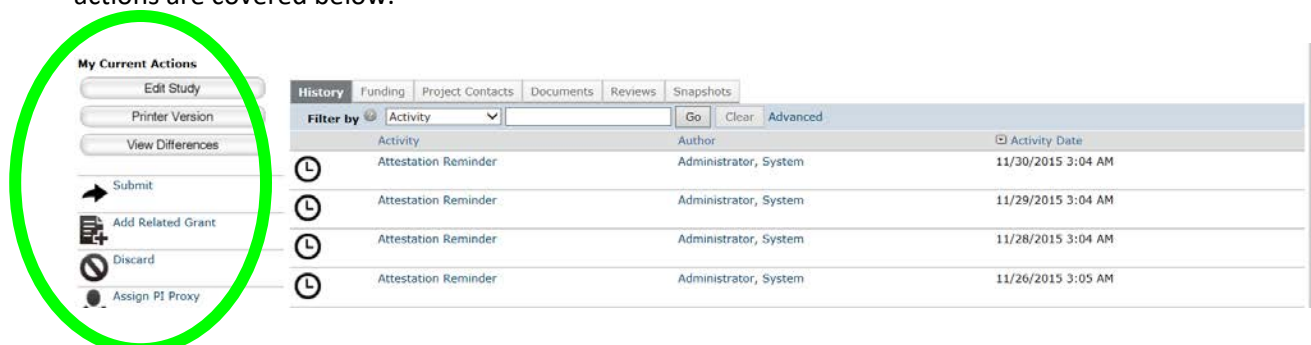 actions are covered below.
My Current Actions
Edit Study
Printer Version
View Differences
Submit
Add Related Grant
Discard
Assign PI Proxy
History Funding Project Contacts Documents Reviews Snapshots
Filter by Activity Go Clear Advanced
Activity Author Activity Date
Attestation Reminder Administrator, System 11/30/2015 3:04 AM
Attestation Reminder Administrator, System 11/29/2015 3:04 AM
Attestation Reminder Administrator, System 11/28/2015 3:04 AM
Attestation Reminder Administrator, System 11/26/2015 3:05 AM